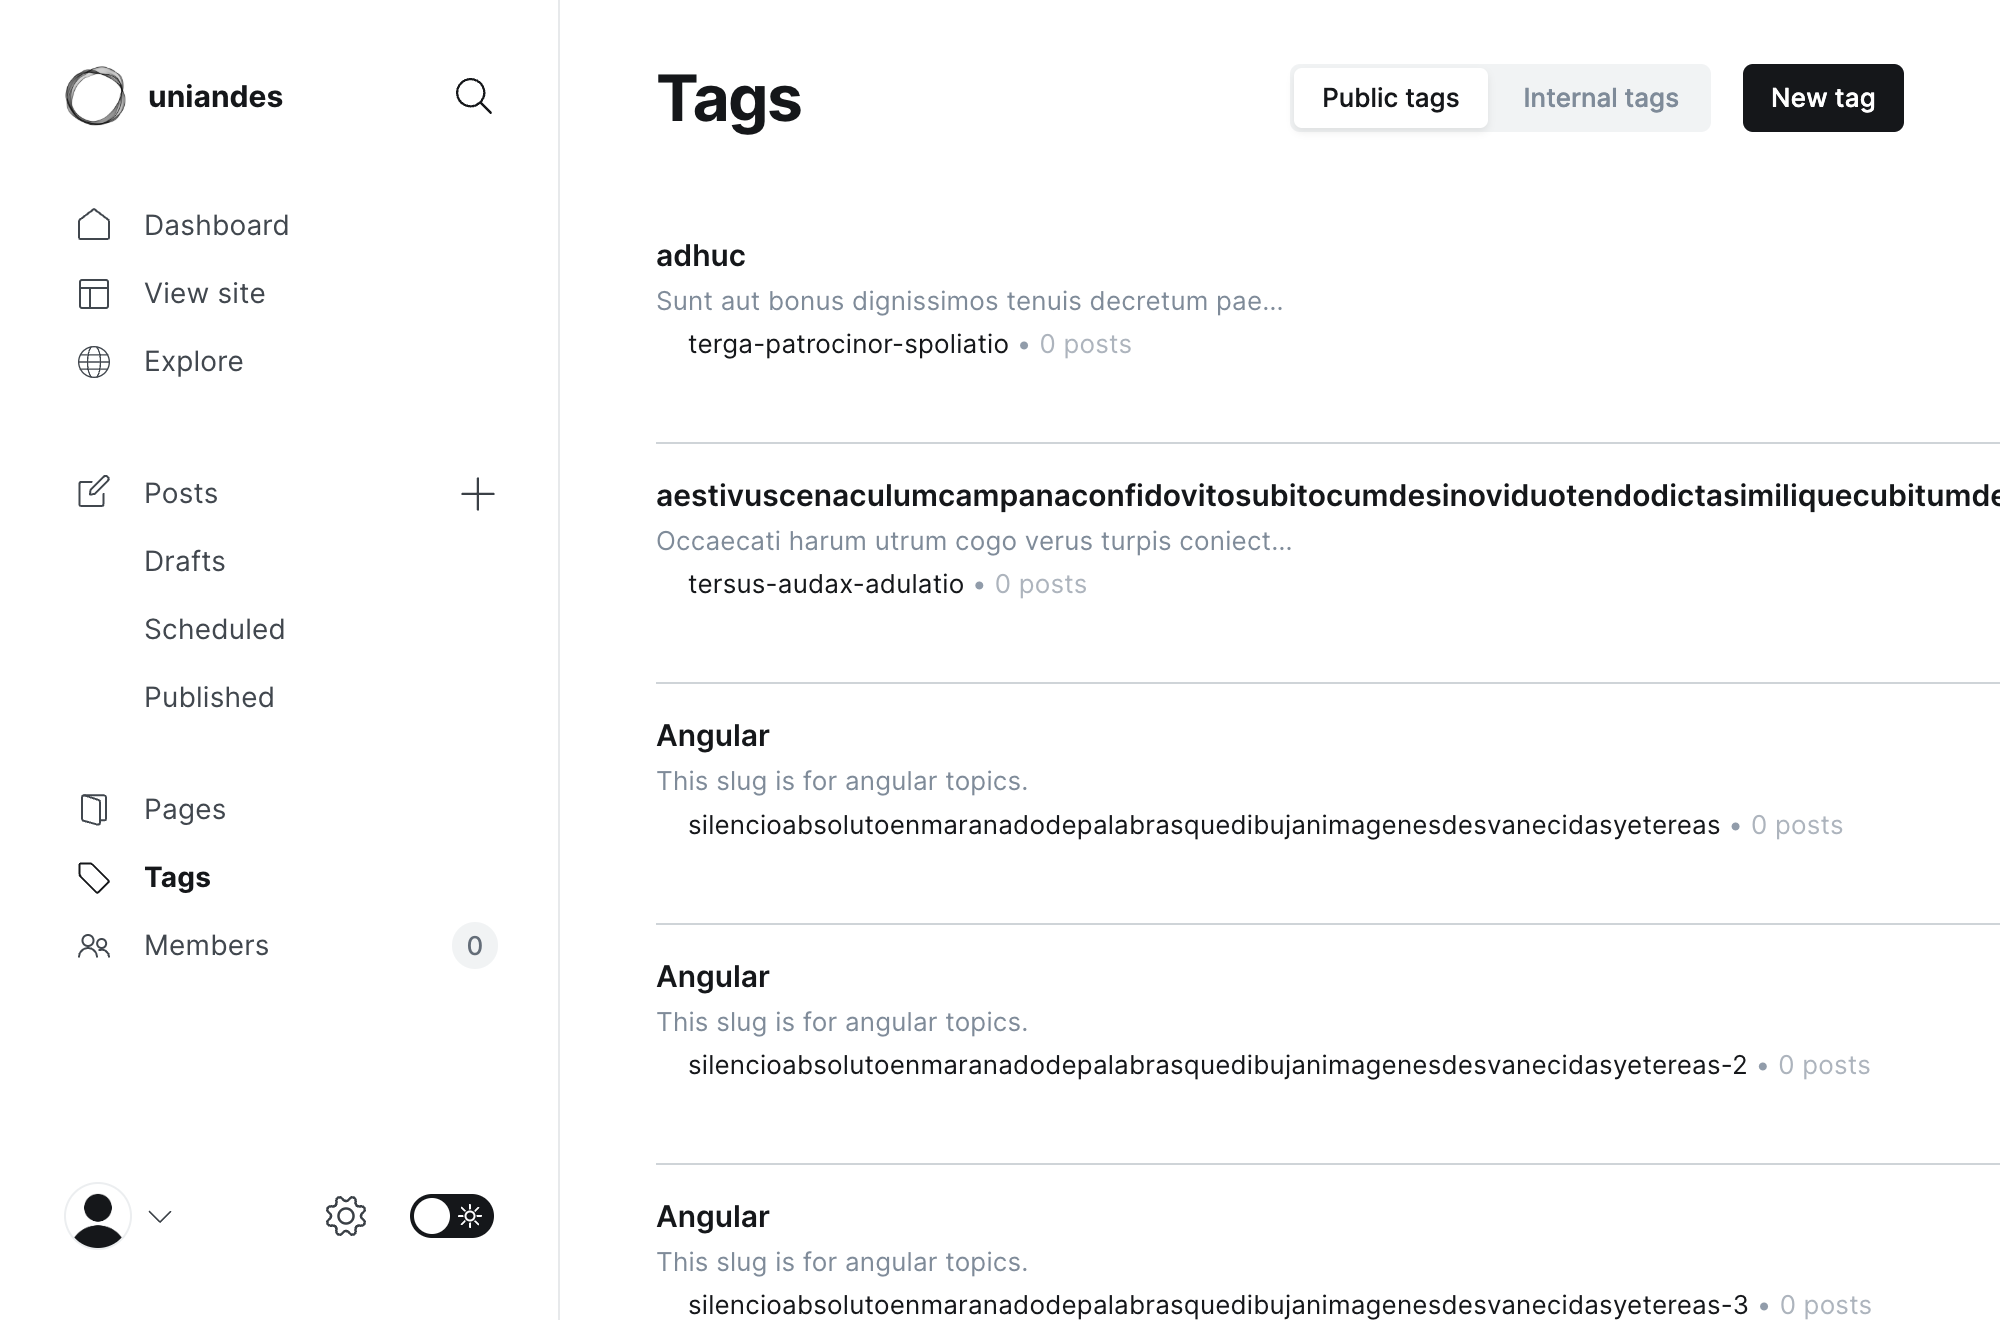 uniandes
Dashboard
View site
Explore
Posts
Drafts
Scheduled
Published
Pages
Tags
Members
0
Tags
Public tags
Internal tags
New tag
adhuc
Sunt aut bonus dignissimos tenuis decretum pae...
terga-patrocinor-spoliatio • 0 posts
aestivuscenaculumcampanaconfidovitosubitocumdesinoviduotendodictasimiliquecubitumde
Occaecati harum utrum cogo verus turpis coniect...
tersus-audax-adulatio • 0 posts
Angular
This slug is for angular topics.
silencioabsolutoenmaranadodepalabrasquedibujanimagenesdesvanecidasyetereas • 0 posts
Angular
This slug is for angular topics.
silencioabsolutoenmaranadodepalabrasquedibujanimagenesdesvanecidasyetereas-2 • 0 posts
Angular
This slug is for angular topics.
silencioabsolutoenmaranadodepalabrasquedibujanimagenesdesvanecidasyetereas-3 • 0 posts